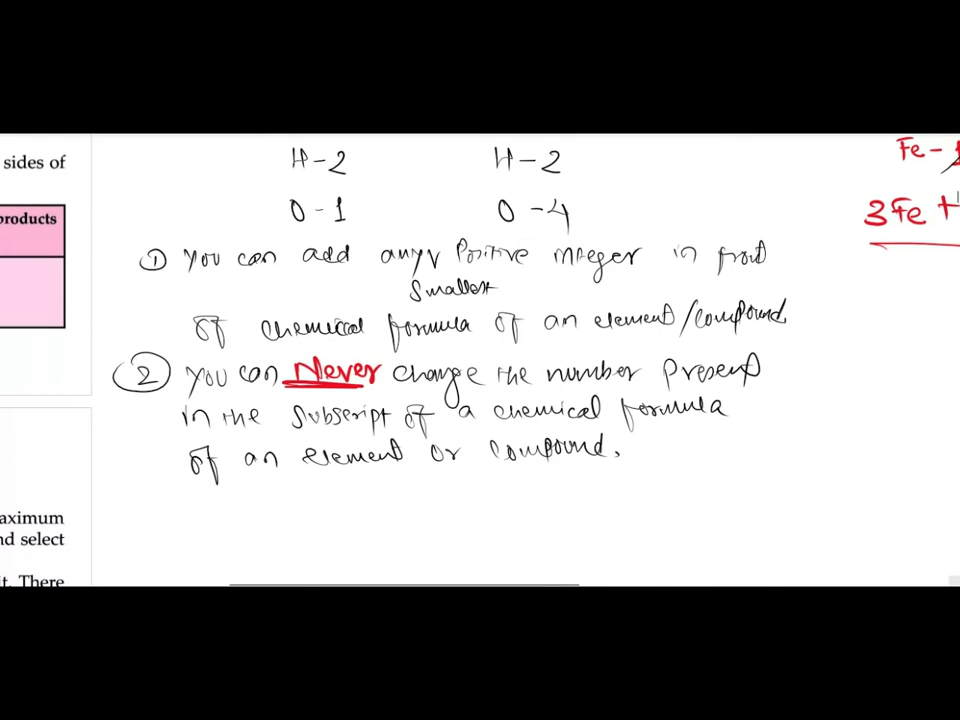 sides of
products
H-2 H-2 Fe-
O-1 O-4 3Fe +
① You can add any Positive integer in front
Smallest
of chemical formula of an element/compound
② You can Never change the number Present
in the Subscript of a chemical formula
of an element or compound.
aximum
nd select
it. There